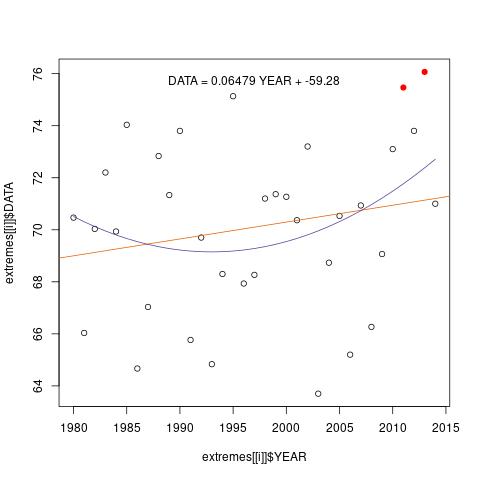 DATA = 0.06479 YEAR + -59.28
76
74
72
70
68
66
64
extremes[[i]]$DATA
1980 1985 1990 1995 2000 2005 2010 2015
extremes[[i]]$YEAR